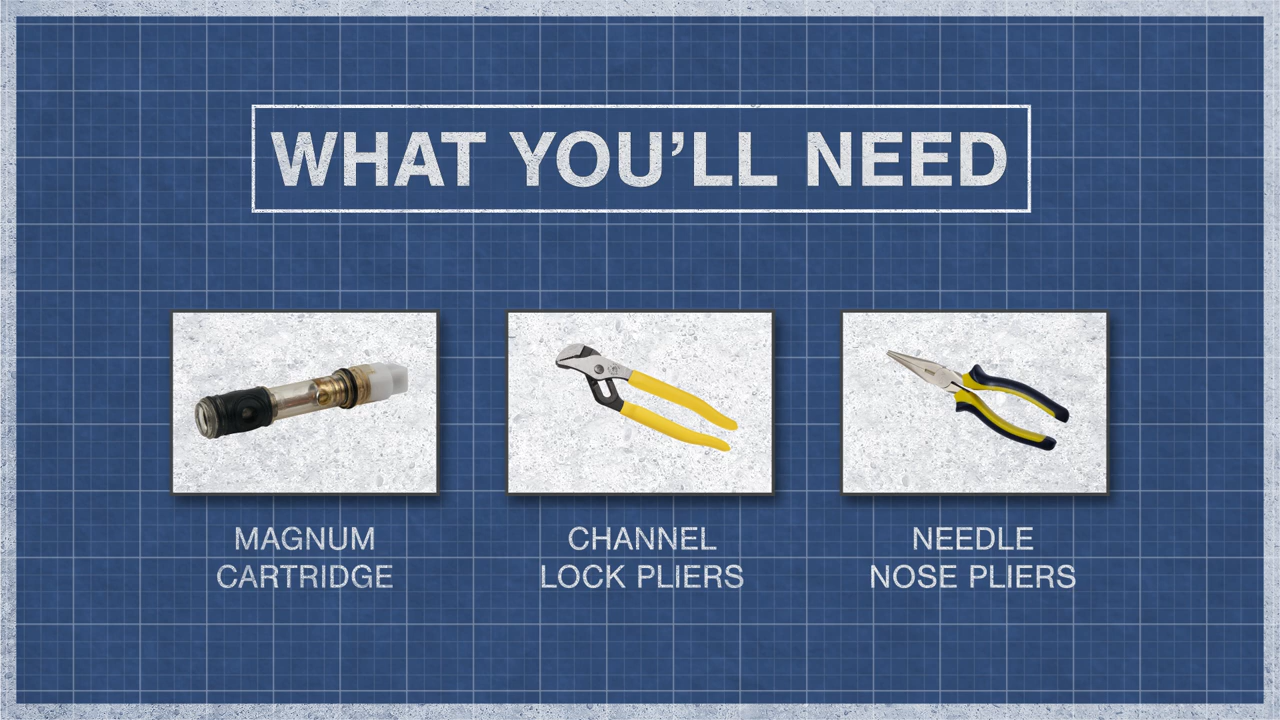 WHAT YOU’LL NEED
MAGNUM
CARTRIDGE
CHANNEL
LOCK PLIERS
NEEDLE
NOSE PLIERS